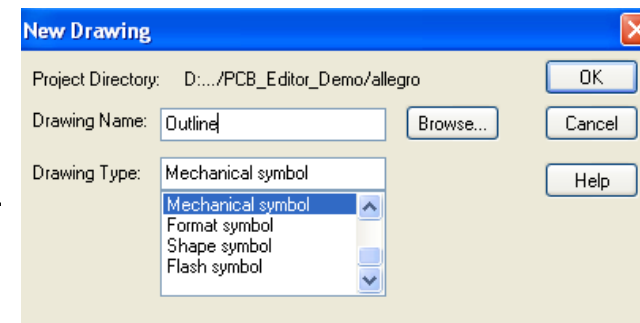 New Drawing
Project Directory: D:.../PCB_Editor_Demo/allegro
OK
Drawing Name: Outline
Browse...
Cancel
Drawing Type: Mechanical symbol
Help
Mechanical symbol
Format symbol
Shape symbol
Flash symbol